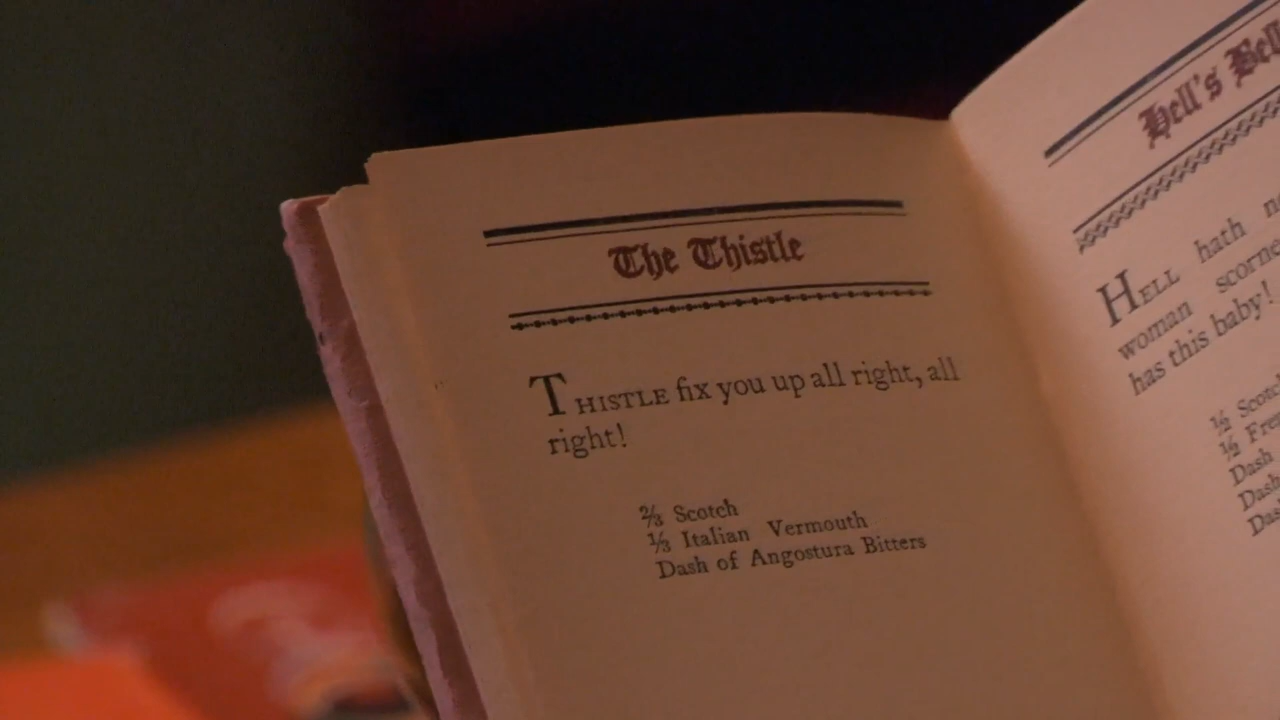 The Thistle
THISTLE fix you up all right, all
right!
⅔ Scotch
⅓ Italian Vermouth
Dash of Angostura Bitters
Hell's
HELL hath
woman
has this baby!
½
½
Dash